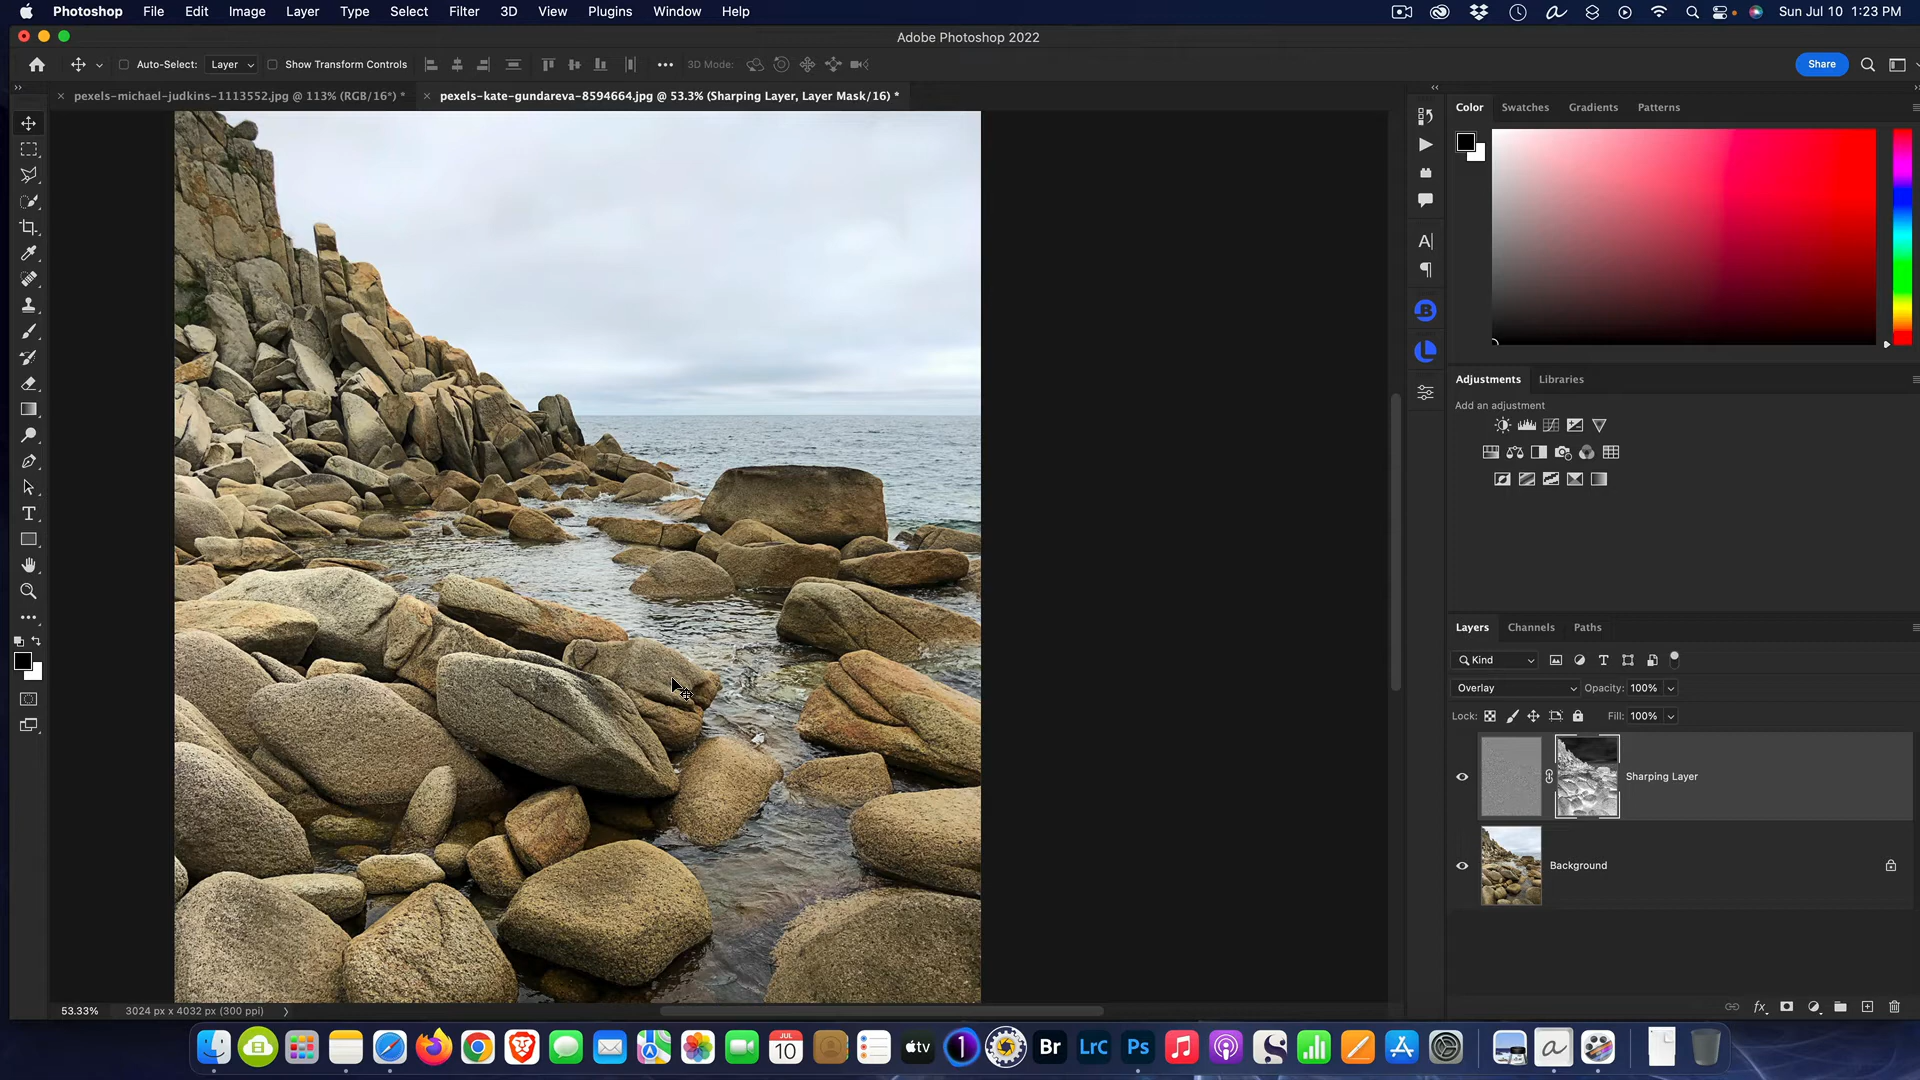 Photoshop File Edit Image Layer Type Select Filter 3D View Plugins Window Help Sun Jul 10 1:23 PM
Adobe Photoshop 2022
Auto-Select: Layer Show Transform Controls 3D Mode: Share
pexels-michael-judkins-1113552.jpg @ 113% (RGB/16*) * pexels-kate-gundareva-8594664.jpg @ 53.3% (Sharping Layer, Layer Mask/16) *
Color Swatches Gradients Patterns
Adjustments Libraries
Add an adjustment
Layers Channels Paths
Kind
Overlay Opacity: 100%
Lock: Fill: 100%
Sharping Layer
Background
53.33% 3024 px x 4032 px (300 ppi)
JUL
10
tv
1
Br
LrC
Ps